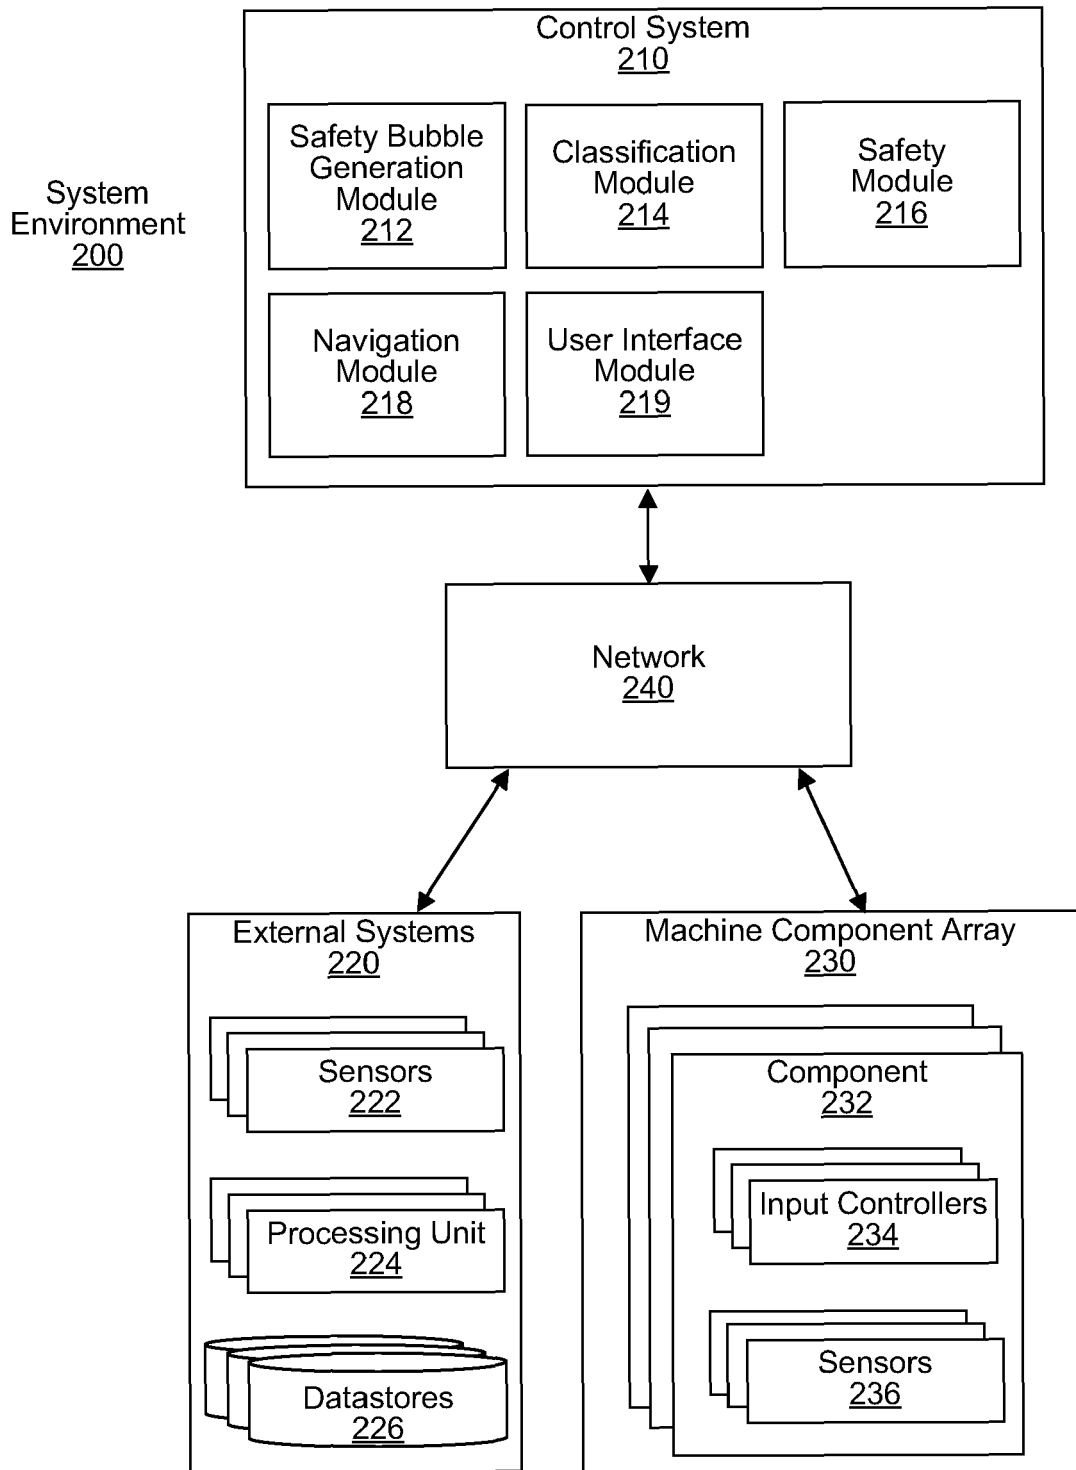 Control System
210
Safety Bubble
Generation
Module
212
Classification
Module
214
Safety
Module
216
System
Environment
200
Navigation
Module
218
User Interface
Module
219
Network
240
External Systems
220
Sensors
222
Processing Unit
224
Datastores
226
Machine Component Array
230
Component
232
Input Controllers
234
Sensors
236